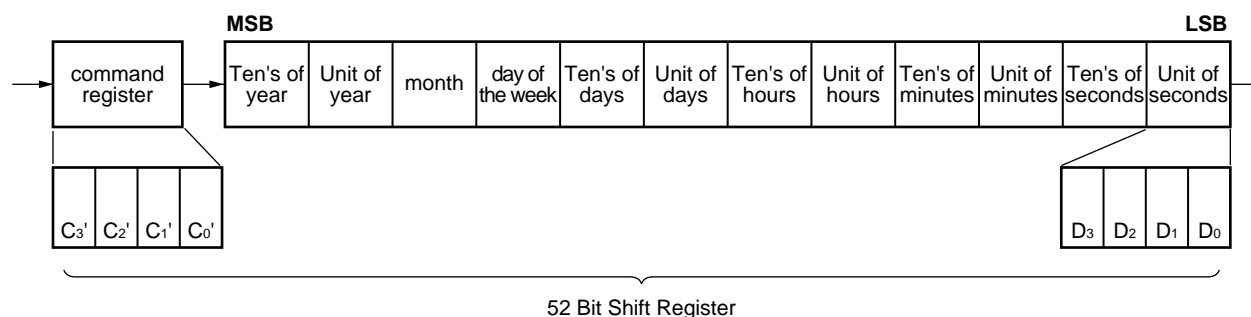 MSB LSB
command register
Ten's of year
Unit of year
month
day of the week
Ten's of days
Unit of days
Ten's of hours
Unit of hours
Ten's of minutes
Unit of minutes
Ten's of seconds
Unit of seconds
C3' C2' C1' C0' D3 D2 D1 D0
52 Bit Shift Register